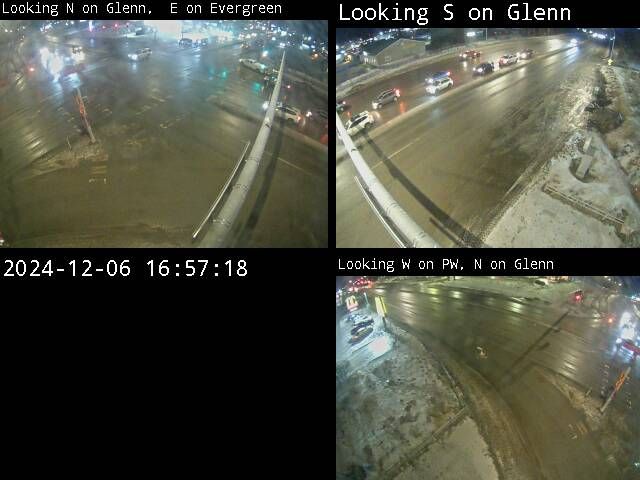 Looking N on Glenn,  E on Evergreen
Looking S on Glenn
2024-12-06 16:57:18
Looking W on PW, N on Glenn